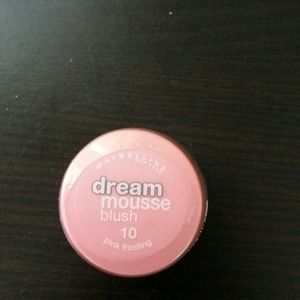 MAYBELLINE
NEW YORK
dream
mousse
blush
10
pink frosting